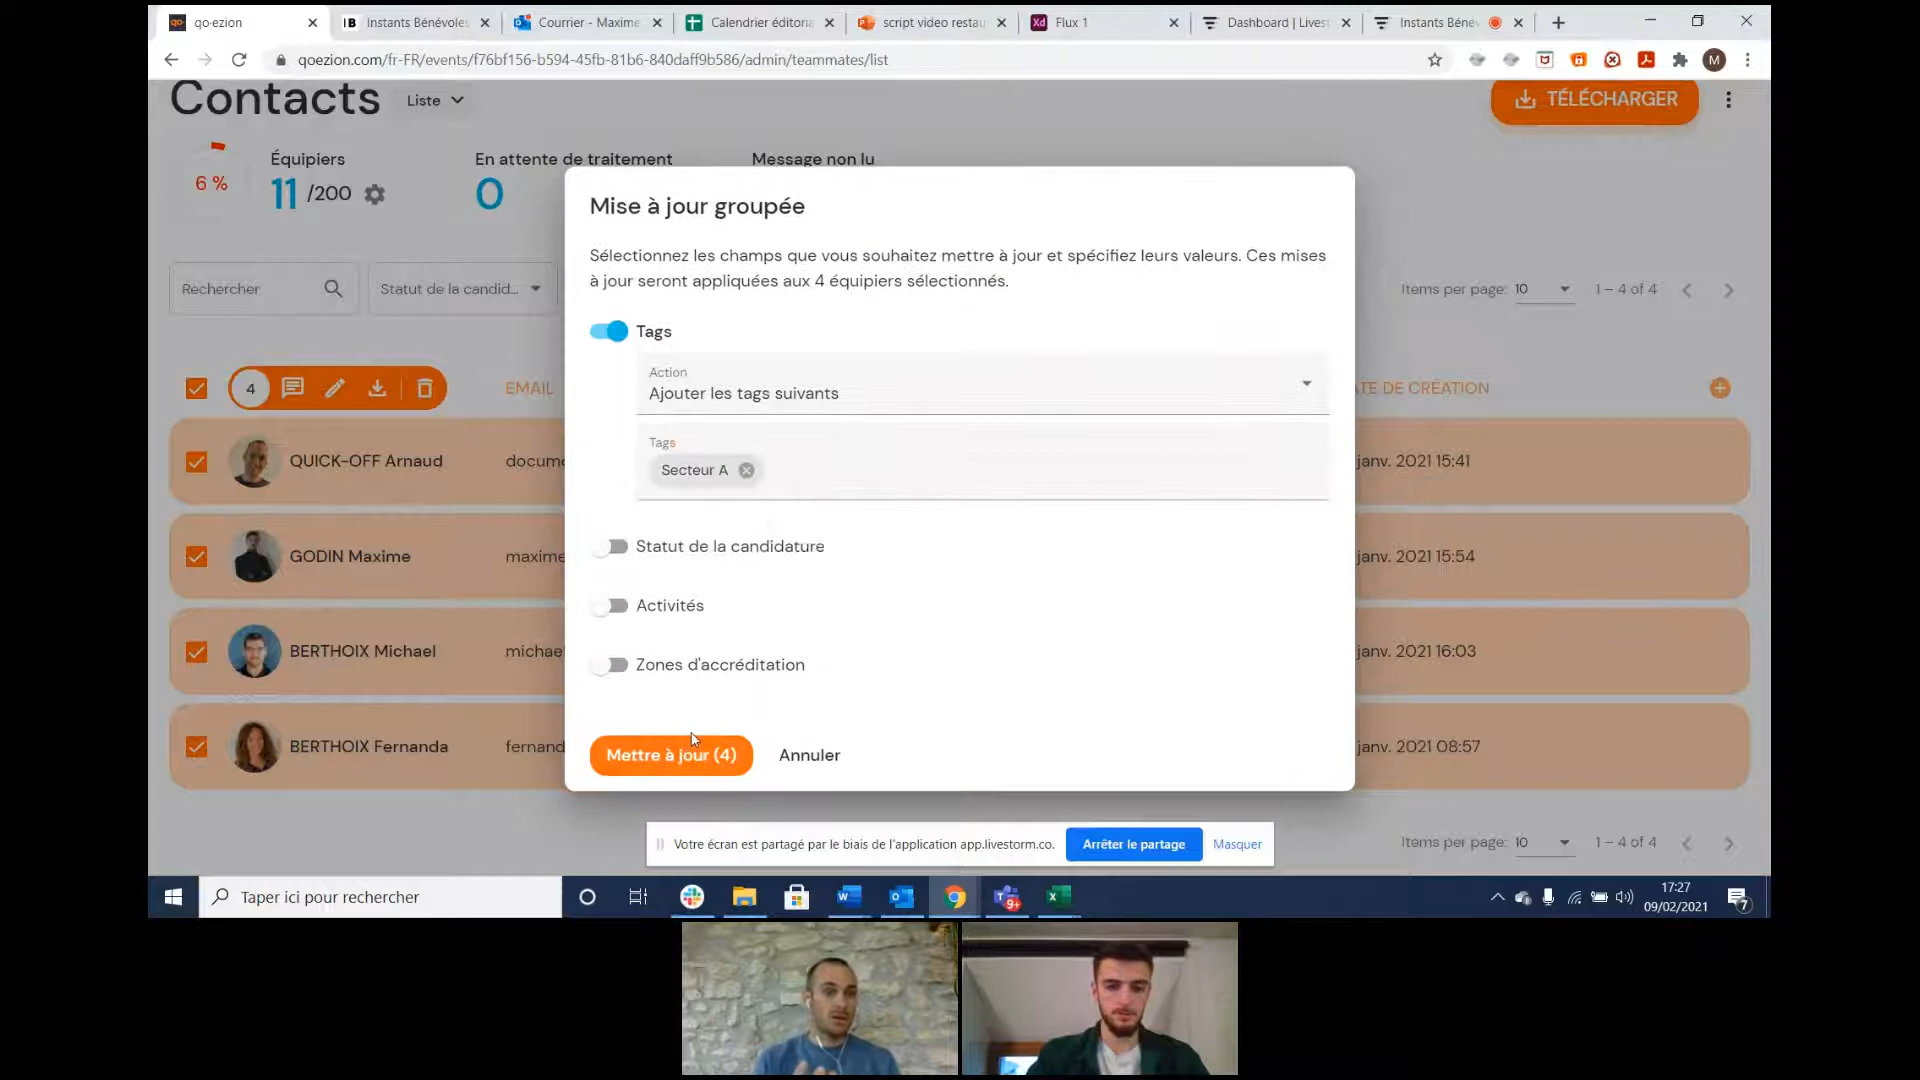 qo·ezion
Instants Bénévoles
Courrier - Maxime
Calendrier éditoria
script video restau
Flux 1
Dashboard | Livest
Instants Béné
qoezion.com/fr-FR/events/f76bf156-b594-45fb-81b6-840daff9b586/admin/teammates/list
M
Contacts
Liste
TÉLÉCHARGER
6 %
Équipiers
11 /200
En attente de traitement
0
Message non lu
Rechercher
Statut de la candid...
Items per page: 10
1 – 4 of 4
4
EMAIL
TE DE CRÉATION
QUICK-OFF Arnaud
docum
janv. 2021 15:41
GODIN Maxime
maxime
janv. 2021 15:54
BERTHOIX Michael
michae
janv. 2021 16:03
BERTHOIX Fernanda
fernand
janv. 2021 08:57
Mise à jour groupée
Sélectionnez les champs que vous souhaitez mettre à jour et spécifiez leurs valeurs. Ces mises
à jour seront appliquées aux 4 équipiers sélectionnés.
Tags
Action
Ajouter les tags suivants
Tags
Secteur A
Statut de la candidature
Activités
Zones d'accréditation
Mettre à jour (4)
Annuler
Items per page: 10
1 – 4 of 4
Votre écran est partagé par le biais de l'application app.livestorm.co.
Arrêter le partage
Masquer
Taper ici pour rechercher
9+
17:27
09/02/2021
7